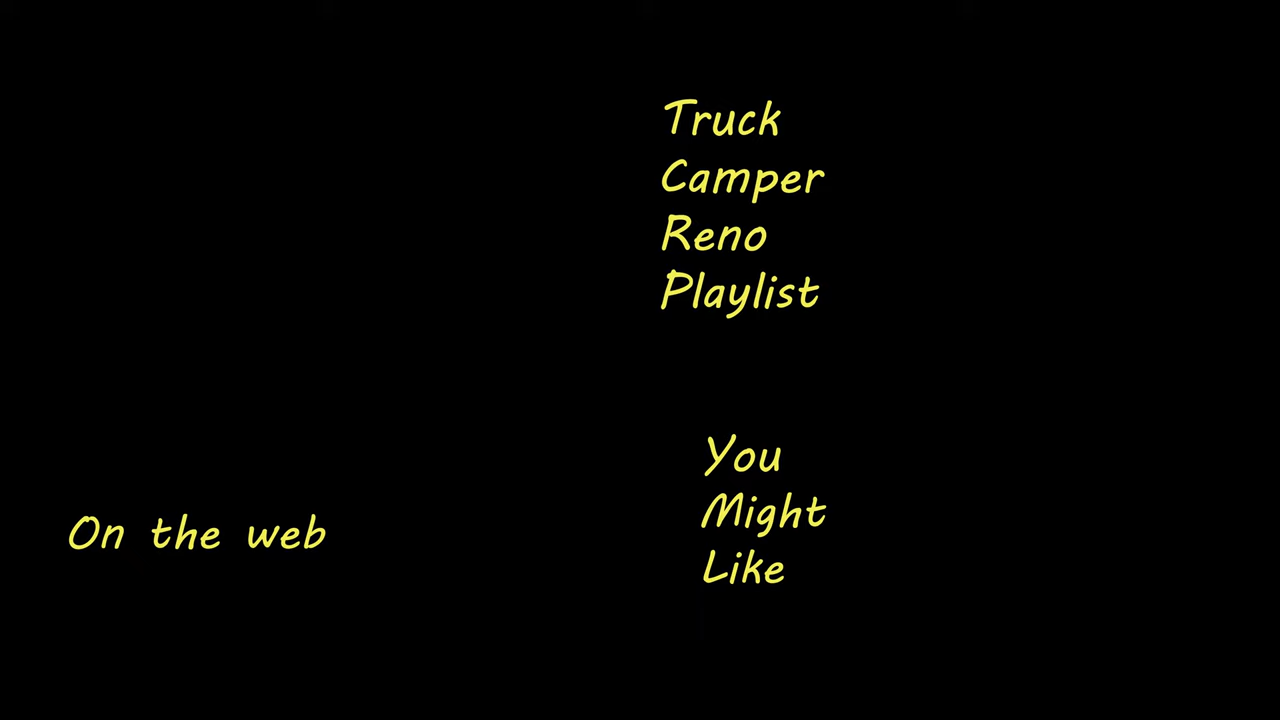 Truck
Camper
Reno
Playlist
You
Might
Like
On the web